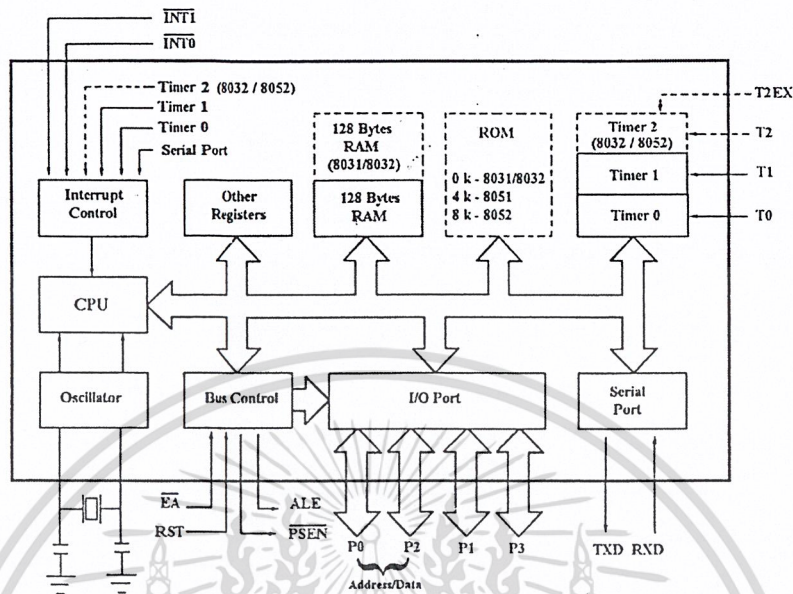 INT1
INT0
Timer 2 (8032 / 8052)
Timer 1
Timer 0
Serial Port
Interrupt
Control
Other
Registers
128 Bytes
RAM
(8031/8032)
128 Bytes
RAM
ROM
0 k - 8031/8032
4 k - 8051
8 k - 8052
Timer 2
(8032 / 8052)
Timer 1
Timer 0
T2EX
T2
T1
T0
CPU
Oscillator
Bus Control
I/O Port
Serial
Port
EA
RST
ALE
PSEN
P0
P2
P1
P3
Address/Data
TXD
RXD